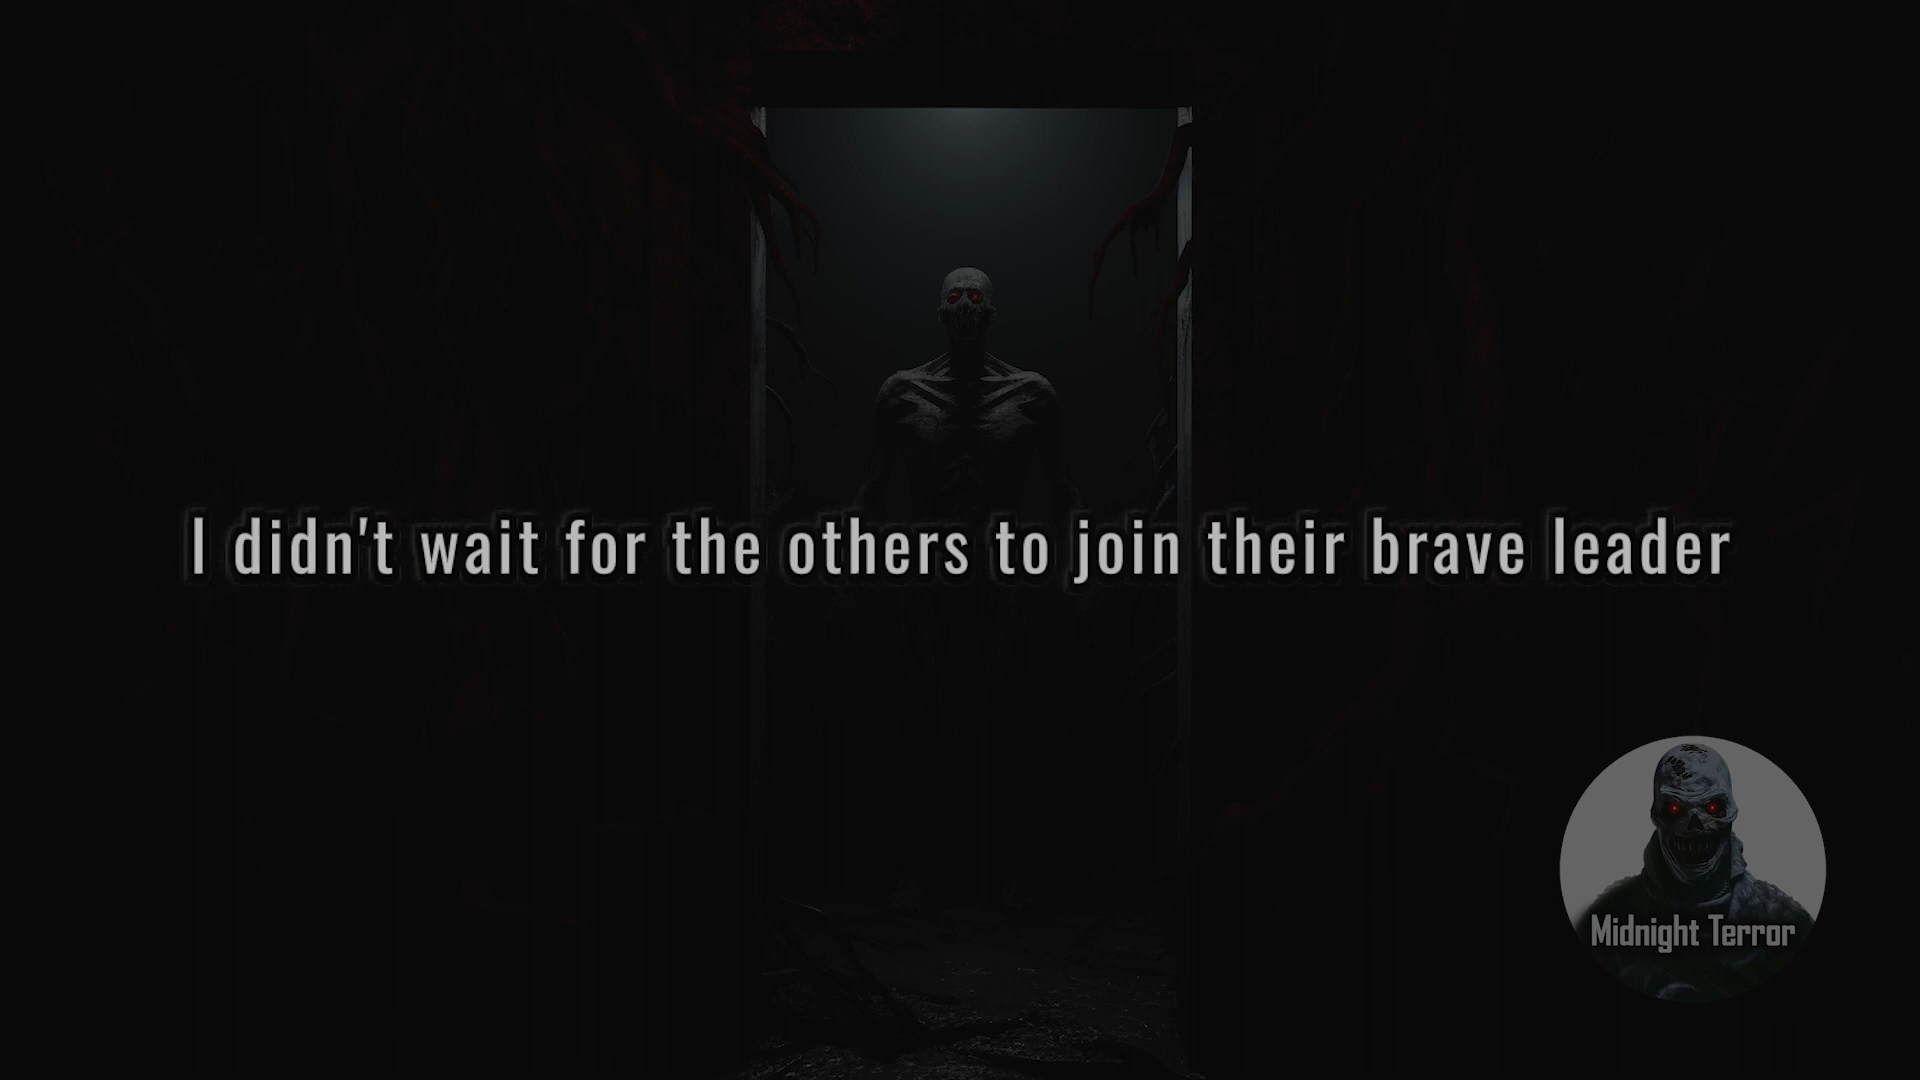 I didn't wait for the others to join their brave leader
Midnight Terror